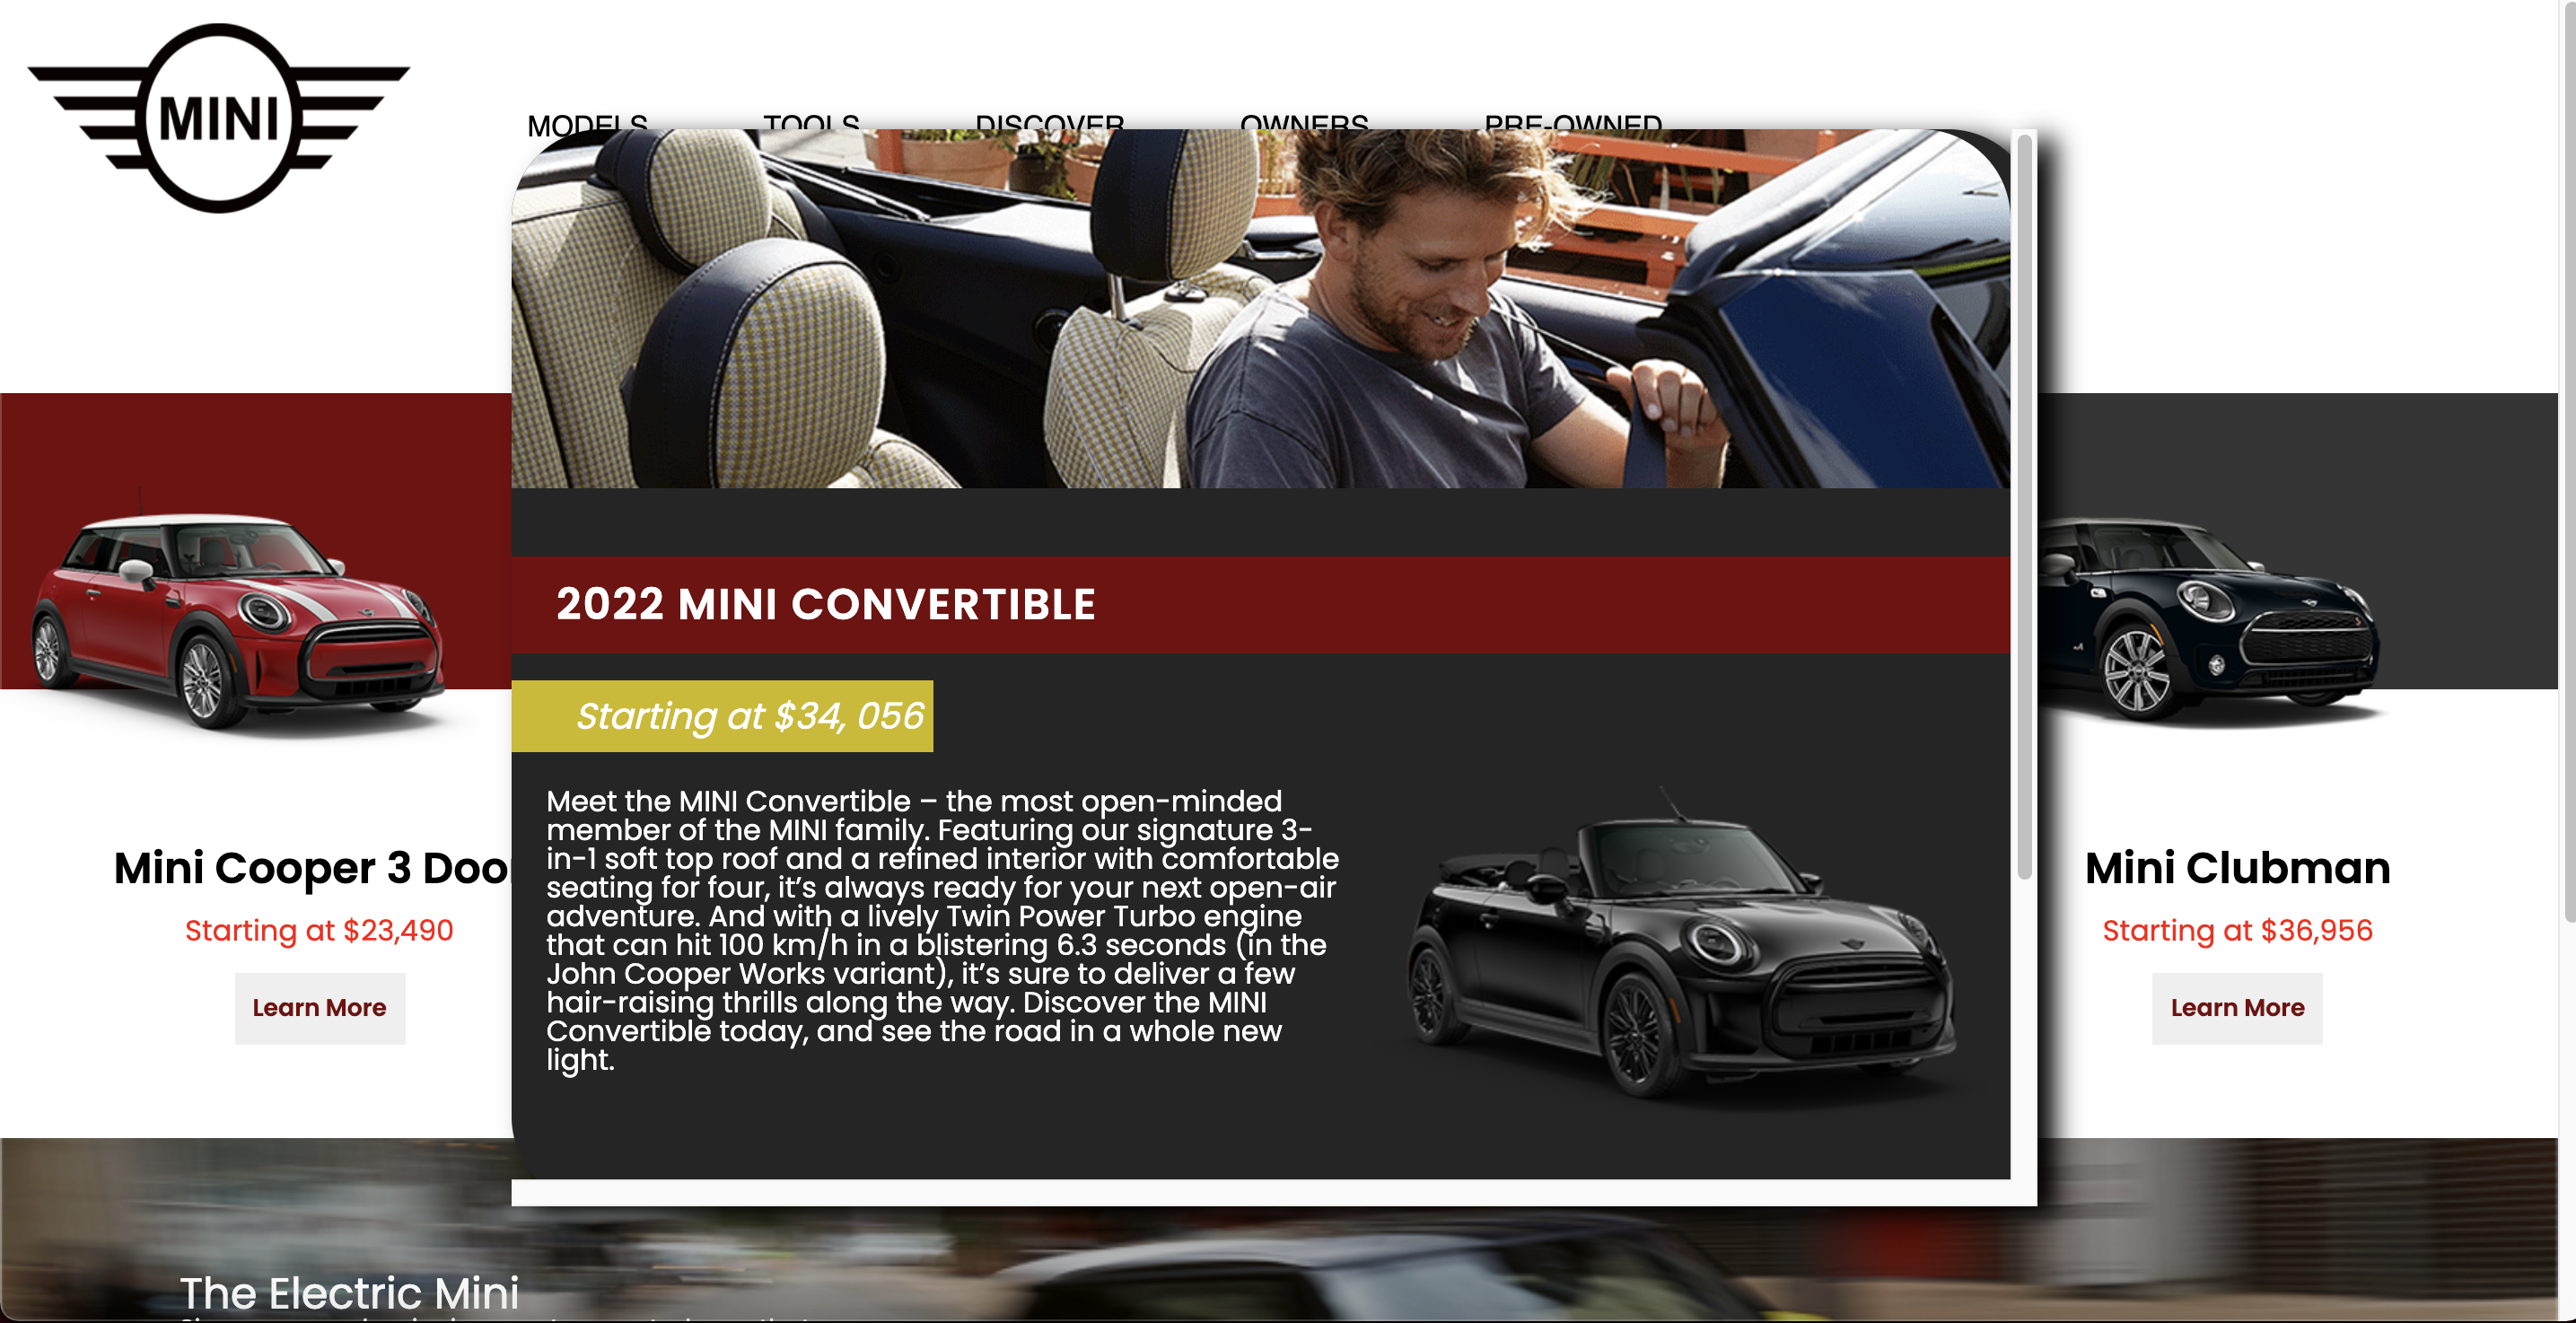 MINI
MODELS TOOLS DISCOVER OWNERS PRE-OWNED
2022 MINI CONVERTIBLE
Starting at $34, 056
Meet the MINI Convertible – the most open-minded
member of the MINI family. Featuring our signature 3-
in-1 soft top roof and a refined interior with comfortable
seating for four, it’s always ready for your next open-air
adventure. And with a lively Twin Power Turbo engine
that can hit 100 km/h in a blistering 6.3 seconds (in the
John Cooper Works variant), it’s sure to deliver a few
hair-raising thrills along the way. Discover the MINI
Convertible today, and see the road in a whole new
light.
Mini Cooper 3 Door
Starting at $23,490
Learn More
Mini Clubman
Starting at $36,956
Learn More
The Electric Mini